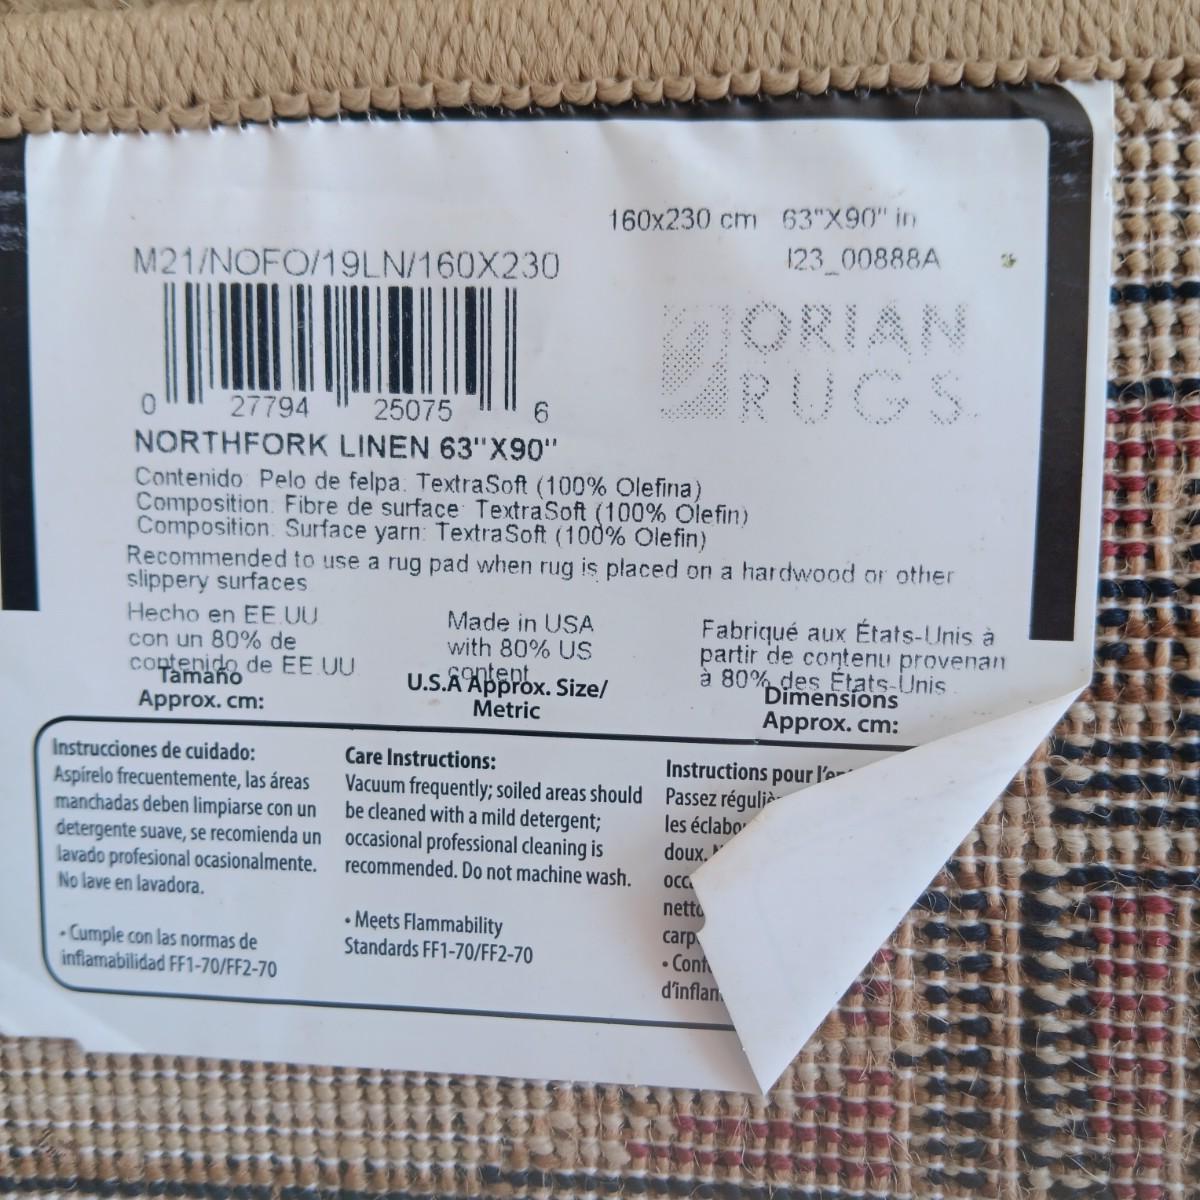 160x230 cm 63"X90" in
M21/NOFO/19LN/160X230
I23_00888A
ORIAN
RUGS
0 27794 25075 6
NORTHFORK LINEN 63"X90"
Contenido: Pelo de felpa: TextraSoft (100% Olefina)
Composition: Fibre de surface: TextraSoft (100% Olefin)
Composition: Surface yarn: TextraSoft (100% Olefin)
Recommended to use a rug pad when rug is placed on a hardwood or other
slippery surfaces
Hecho en EE.UU
con un 80% de
contenido de EE.UU
Made in USA
with 80% US
content
Fabriqué aux États-Unis à
partir de contenu provenan
à 80% des États-Unis.
Tamaño
Approx. cm:
U.S.A Approx. Size/
Metric
Dimensions
Approx. cm:
Instrucciones de cuidado:
Aspírelo frecuentemente, las áreas
manchadas deben limpiarse con un
detergente suave, se recomienda un
lavado profesional ocasionalmente.
No lave en lavadora.
• Cumple con las normas de
inflamabilidad FF1-70/FF2-70
Care Instructions:
Vacuum frequently; soiled areas should
be cleaned with a mild detergent;
occasional professional cleaning is
recommended. Do not machine wash.
• Meets Flammability
Standards FF1-70/FF2-70
Instructions pour
Passez
les
doux.